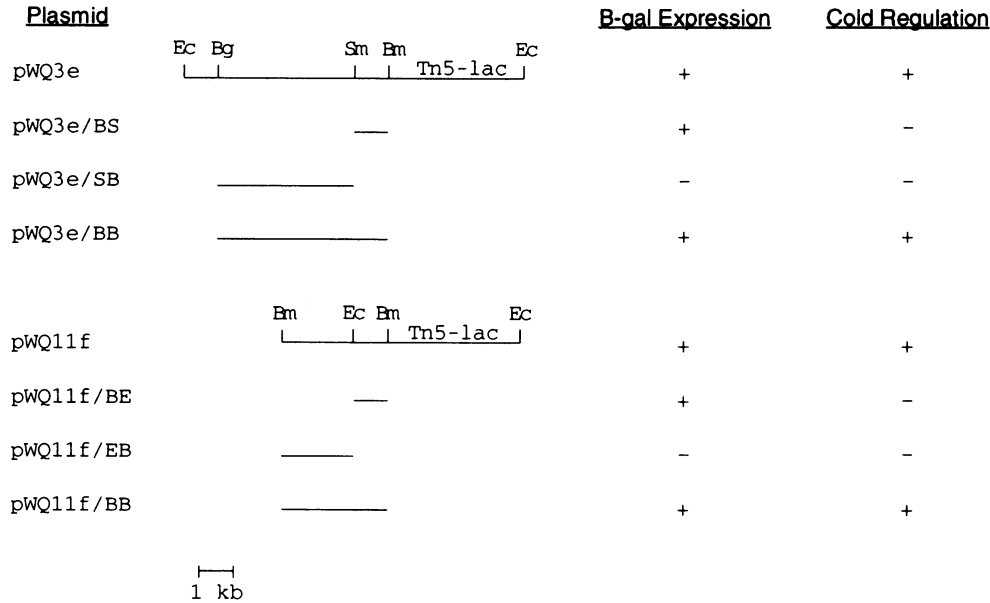 Plasmid B-gal Expression Cold Regulation
Ec Bg Sm Bm Ec
pWQ3e Tn5-lac + +
pWQ3e/BS + −
pWQ3e/SB − −
pWQ3e/BB + +
Bm Ec Bm Ec
pWQ11f Tn5-lac + +
pWQ11f/BE + −
pWQ11f/EB − −
pWQ11f/BB + +
1 kb